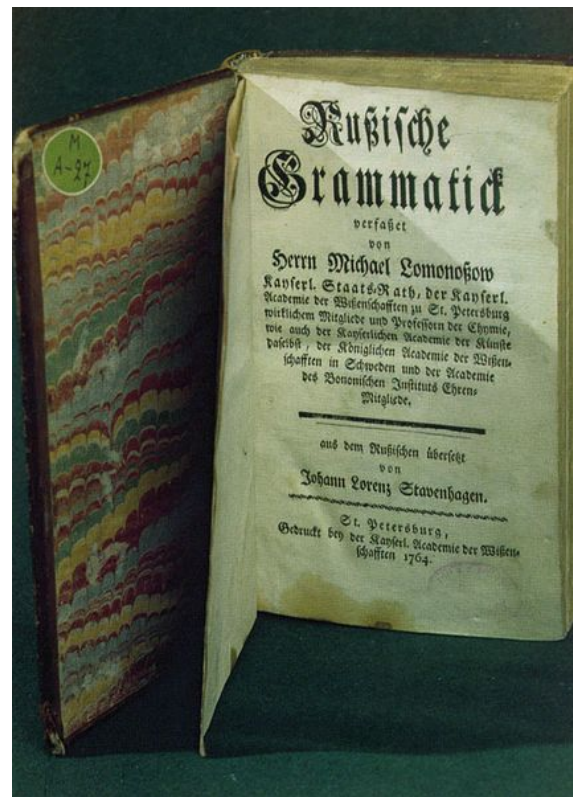 M
A-27
Rußische
Grammatick
verfaßet
von
Herrn Michael Lomonoßow
Kayserl. Staats-Rath, der Kayserl.
Academie der Wißenschafften zu St. Petersburg
wirklichem Mitgliede und Professorn der Chymie,
wie auch der Kayserlichen Academie der Künste
daselbst, der Königlichen Academie der Wißen-
schafften in Schweden und der Academie
des Bononischen Instituts Ehren-
Mitgliede,
aus dem Rußischen übersetzt
von
Johann Lorenz Stavenhagen.
St. Petersburg,
Gedruckt bey der Kayserl. Academie der Wißen-
schafften 1764.